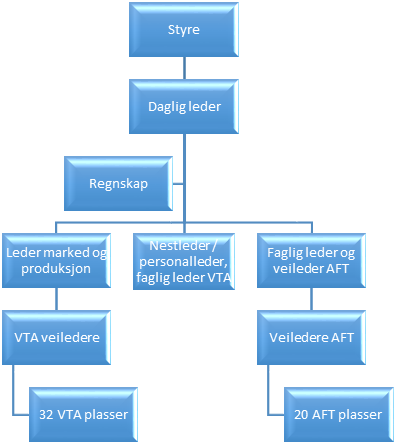 Styre
Daglig leder
Regnskap
Leder marked og
produksjon
Nestleder/
personalleder,
faglig leder VTA
Faglig leder og
veileder AFT
VTA veiledere
Veiledere AFT
32 VTA plasser
20 AFT plasser